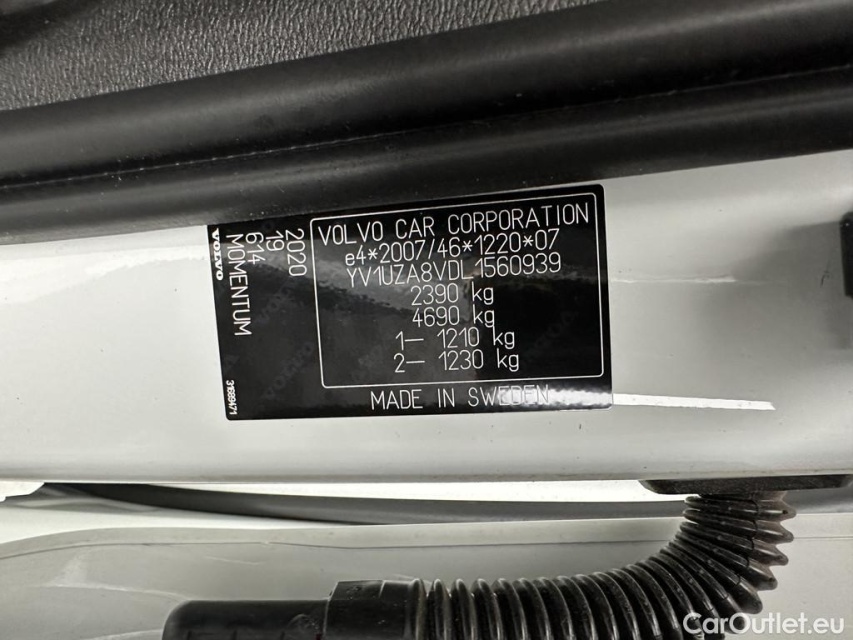 VOLVO CAR CORPORATION
e4*2007/46*1220*07
YV1UZA8VDL1560939
2390 kg
4690 kg
1– 1210 kg
2– 1230 kg
MADE IN SWEDEN
2020
19
614
MOMENTUM
VOLVO
31689471
CarOutlet.eu